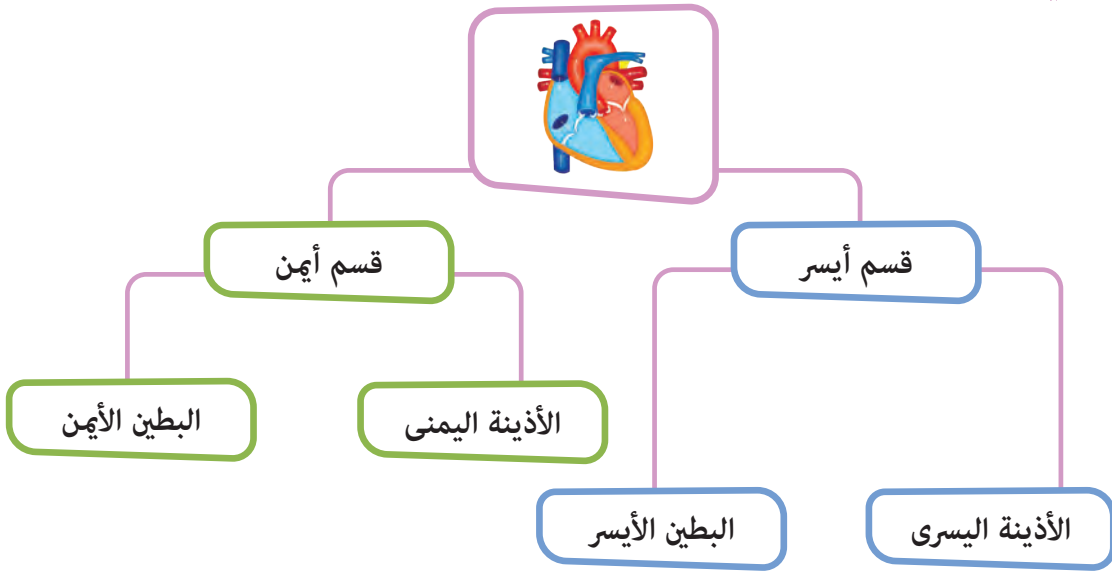 قسم أيسر
قسم أيمن
الأذينة اليمنى
البطين الأيمن
الأذينة اليسرى
البطين الأيسر